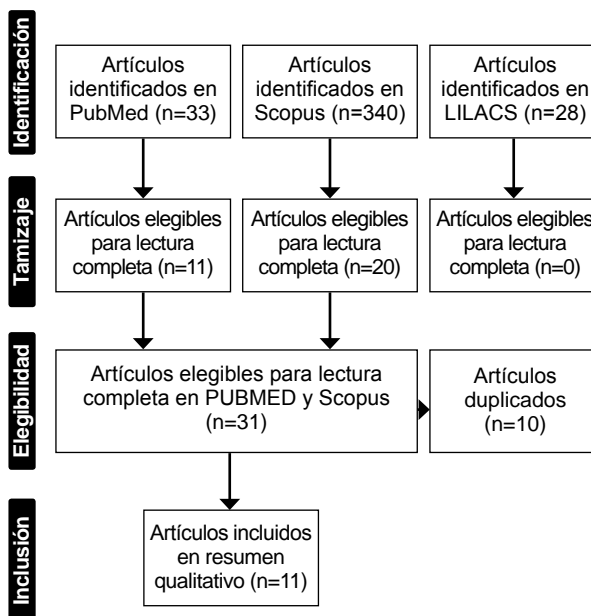 Identificación
Artículos
identificados en
PubMed (n=33)
Artículos
identificados en
Scopus (n=340)
Artículos
identificados en
LILACS (n=28)
Tamizaje
Artículos elegibles
para lectura
completa (n=11)
Artículos elegibles
para lectura
completa (n=20)
Artículos elegibles
para lectura
completa (n=0)
Elegibilidad
Artículos elegibles para lectura
completa en PUBMED y Scopus
(n=31)
Artículos
duplicados
(n=10)
Inclusión
Artículos incluidos
en resumen
qualitativo (n=11)